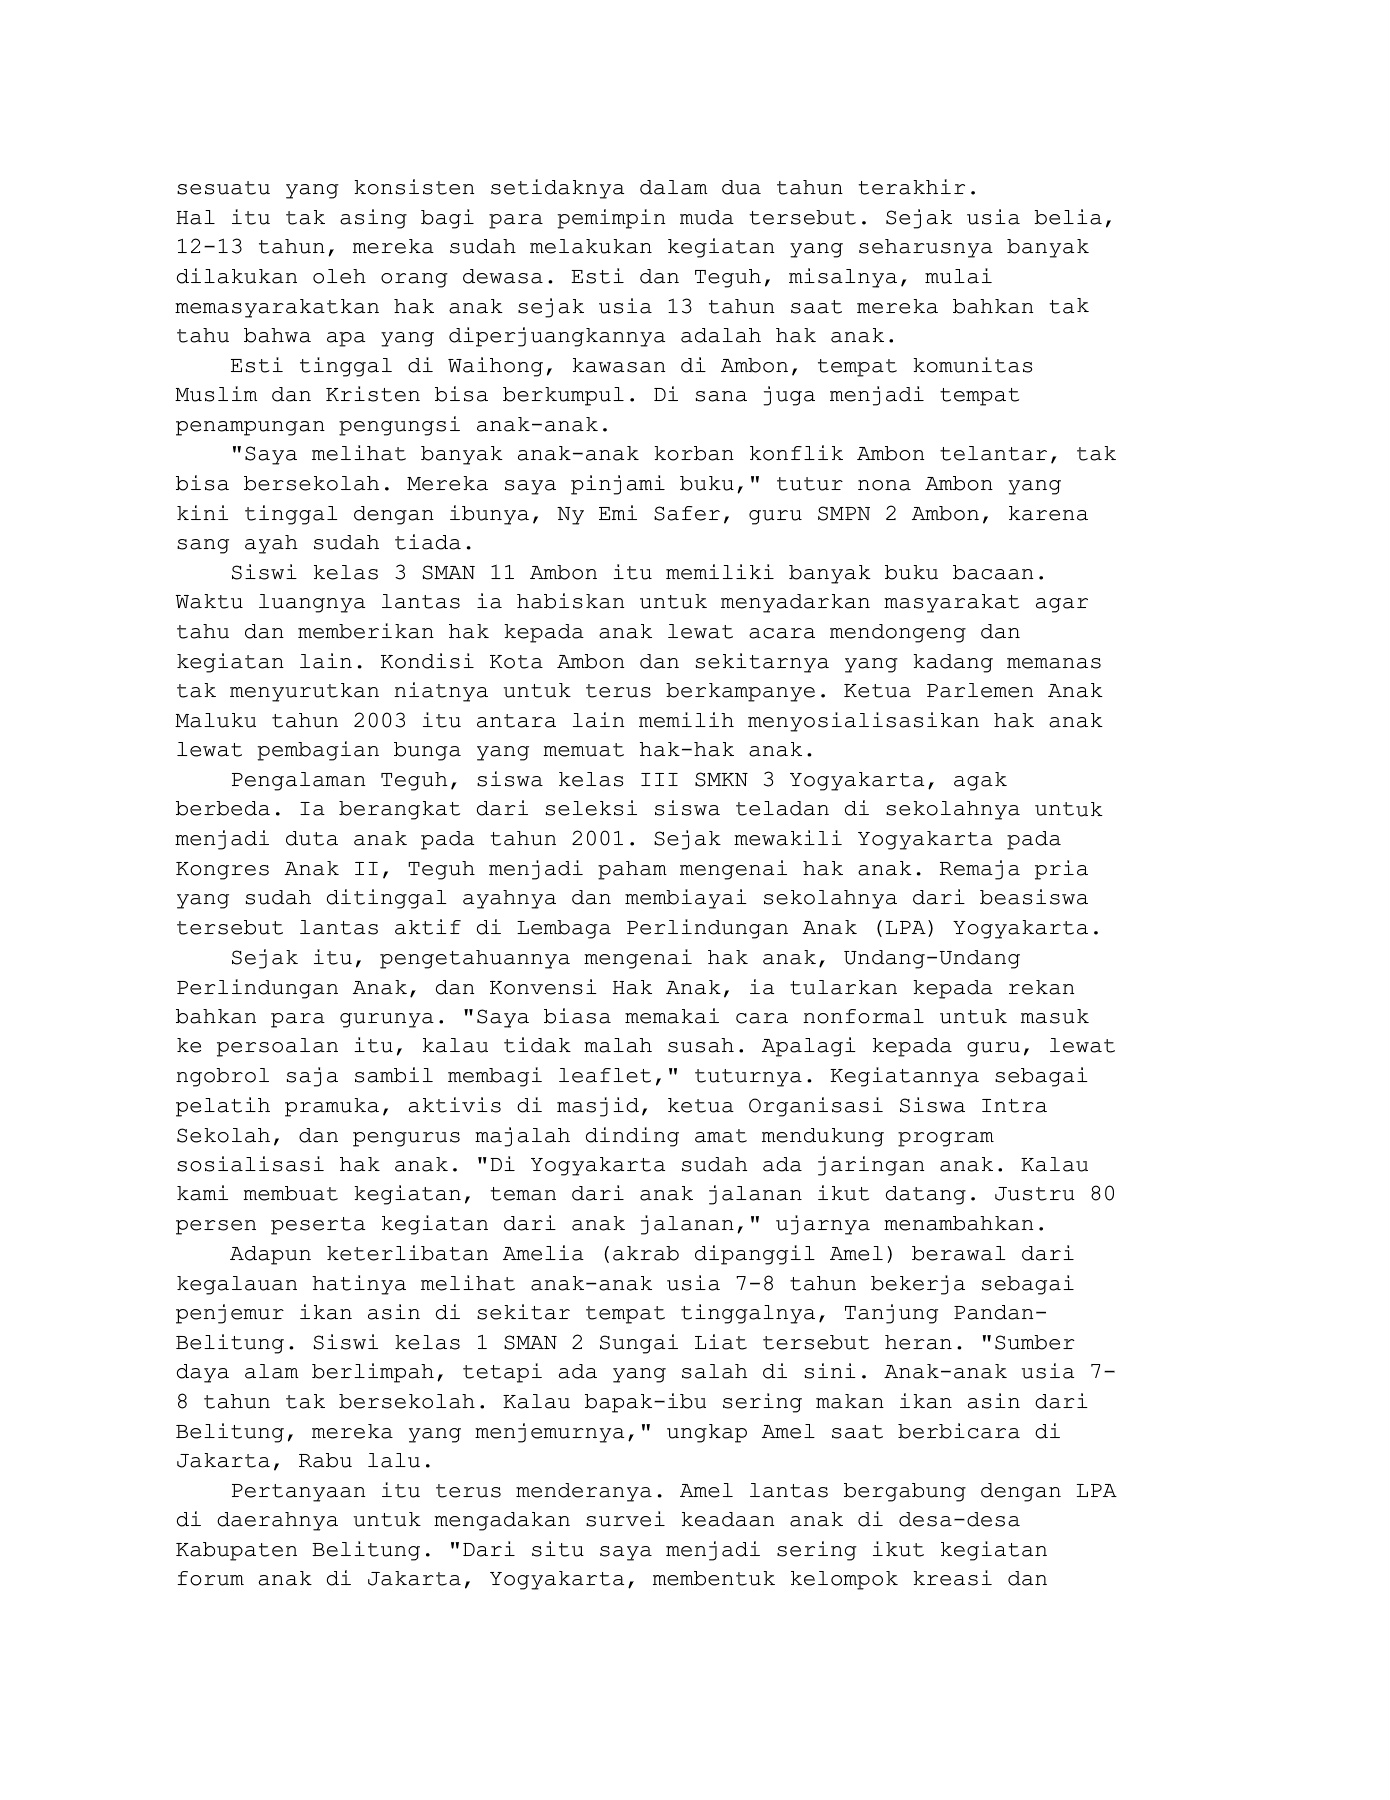 sesuatu yang konsisten setidaknya dalam dua tahun terakhir.
Hal itu tak asing bagi para pemimpin muda tersebut. Sejak usia belia,
12-13 tahun, mereka sudah melakukan kegiatan yang seharusnya banyak
dilakukan oleh orang dewasa. Esti dan Teguh, misalnya, mulai
memasyarakatkan hak anak sejak usia 13 tahun saat mereka bahkan tak
tahu bahwa apa yang diperjuangkannya adalah hak anak.
Esti tinggal di Waihong, kawasan di Ambon, tempat komunitas
Muslim dan Kristen bisa berkumpul. Di sana juga menjadi tempat
penampungan pengungsi anak-anak.
"Saya melihat banyak anak-anak korban konflik Ambon telantar, tak
bisa bersekolah. Mereka saya pinjami buku," tutur nona Ambon yang
kini tinggal dengan ibunya, Ny Emi Safer, guru SMPN 2 Ambon, karena
sang ayah sudah tiada.
Siswi kelas 3 SMAN 11 Ambon itu memiliki banyak buku bacaan.
Waktu luangnya lantas ia habiskan untuk menyadarkan masyarakat agar
tahu dan memberikan hak kepada anak lewat acara mendongeng dan
kegiatan lain. Kondisi Kota Ambon dan sekitarnya yang kadang memanas
tak menyurutkan niatnya untuk terus berkampanye. Ketua Parlemen Anak
Maluku tahun 2003 itu antara lain memilih menyosialisasikan hak anak
lewat pembagian bunga yang memuat hak-hak anak.
Pengalaman Teguh, siswa kelas III SMKN 3 Yogyakarta, agak
berbeda. Ia berangkat dari seleksi siswa teladan di sekolahnya untuk
menjadi duta anak pada tahun 2001. Sejak mewakili Yogyakarta pada
Kongres Anak II, Teguh menjadi paham mengenai hak anak. Remaja pria
yang sudah ditinggal ayahnya dan membiayai sekolahnya dari beasiswa
tersebut lantas aktif di Lembaga Perlindungan Anak (LPA) Yogyakarta.
Sejak itu, pengetahuannya mengenai hak anak, Undang-Undang
Perlindungan Anak, dan Konvensi Hak Anak, ia tularkan kepada rekan
bahkan para gurunya. "Saya biasa memakai cara nonformal untuk masuk
ke persoalan itu, kalau tidak malah susah. Apalagi kepada guru, lewat
ngobrol saja sambil membagi leaflet," tuturnya. Kegiatannya sebagai
pelatih pramuka, aktivis di masjid, ketua Organisasi Siswa Intra
Sekolah, dan pengurus majalah dinding amat mendukung program
sosialisasi hak anak. "Di Yogyakarta sudah ada jaringan anak. Kalau
kami membuat kegiatan, teman dari anak jalanan ikut datang. Justru 80
persen peserta kegiatan dari anak jalanan," ujarnya menambahkan.
Adapun keterlibatan Amelia (akrab dipanggil Amel) berawal dari
kegalauan hatinya melihat anak-anak usia 7-8 tahun bekerja sebagai
penjemur ikan asin di sekitar tempat tinggalnya, Tanjung Pandan-
Belitung. Siswi kelas 1 SMAN 2 Sungai Liat tersebut heran. "Sumber
daya alam berlimpah, tetapi ada yang salah di sini. Anak-anak usia 7-
8 tahun tak bersekolah. Kalau bapak-ibu sering makan ikan asin dari
Belitung, mereka yang menjemurnya," ungkap Amel saat berbicara di
Jakarta, Rabu lalu.
Pertanyaan itu terus menderanya. Amel lantas bergabung dengan LPA
di daerahnya untuk mengadakan survei keadaan anak di desa-desa
Kabupaten Belitung. "Dari situ saya menjadi sering ikut kegiatan
forum anak di Jakarta, Yogyakarta, membentuk kelompok kreasi dan